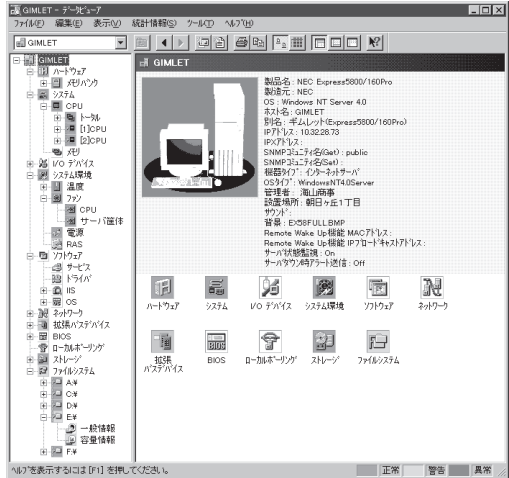 GIMLET - ﾃﾞｰﾀﾋﾞｭｰｱ
ﾌｧｲﾙ(F) 編集(E) 表示(V) 統計情報(S) ﾂｰﾙ(T) ﾍﾙﾌﾟ(H)
GIMLET
GIMLET
ﾊｰﾄﾞｳｪｱ
ﾒﾓﾘﾊﾞﾝｸ
システム
CPU
ﾄｰﾀﾙ
[1]CPU
[2]CPU
ﾒﾓﾘ
I/O ﾃﾞﾊﾞｲｽ
ｼｽﾃﾑ環境
温度
ﾌｧﾝ
CPU
サーバ筐体
電源
RAS
ｿﾌﾄｳｪｱ
ｻｰﾋﾞｽ
ﾄﾞﾗｲﾊﾞ
IIS
OS
ﾈｯﾄﾜｰｸ
拡張ﾊﾞｽﾃﾞﾊﾞｲｽ
BIOS
ﾛｰｶﾙﾎﾟｰﾘﾝｸﾞ
ｽﾄﾚｰｼﾞ
ﾌｧｲﾙｼｽﾃﾑ
A:¥
C:¥
D:¥
E:¥
一般情報
容量情報
F:¥
GIMLET
製品名 : NEC Express5800/160Pro
製造元 : NEC
OS : Windows NT Server 4.0
ﾎｽﾄ名 : GIMLET
別名 : ギムレット(Express5800/160Pro)
IPｱﾄﾞﾚｽ : 10.32.28.73
IPXｱﾄﾞﾚｽ :
SNMPｺﾐｭﾆﾃｨ名(Get) : public
SNMPｺﾐｭﾆﾃｨ名(Set) :
機器ﾀｲﾌﾟ : ｲﾝﾀｰﾈｯﾄｻｰﾊﾞ
OSﾀｲﾌﾟ : WindowsNT4.0Server
管理者 : 海山商事
設置場所 : 朝日ヶ丘1丁目
ｻｳﾝﾄﾞ :
背景 : EX58FULL.BMP
Remote Wake Up機能 MACｱﾄﾞﾚｽ :
Remote Wake Up機能 IPﾌﾞﾛｰﾄﾞｷｬｽﾄｱﾄﾞﾚｽ :
ｻｰﾊﾞ状態監視 : On
ｻｰﾊﾞﾀﾞｳﾝ時ｱﾗｰﾄ送信 : Off
ﾊｰﾄﾞｳｪｱ ｼｽﾃﾑ I/O ﾃﾞﾊﾞｲｽ ｼｽﾃﾑ環境 ｿﾌﾄｳｪｱ ﾈｯﾄﾜｰｸ
拡張 BIOS ﾛｰｶﾙﾎﾟｰﾘﾝｸﾞ ｽﾄﾚｰｼﾞ ﾌｧｲﾙｼｽﾃﾑ
ﾊﾞｽﾃﾞﾊﾞｲｽ
ﾍﾙﾌﾟを表示するには [F1] を押してください。 正常 警告 異常